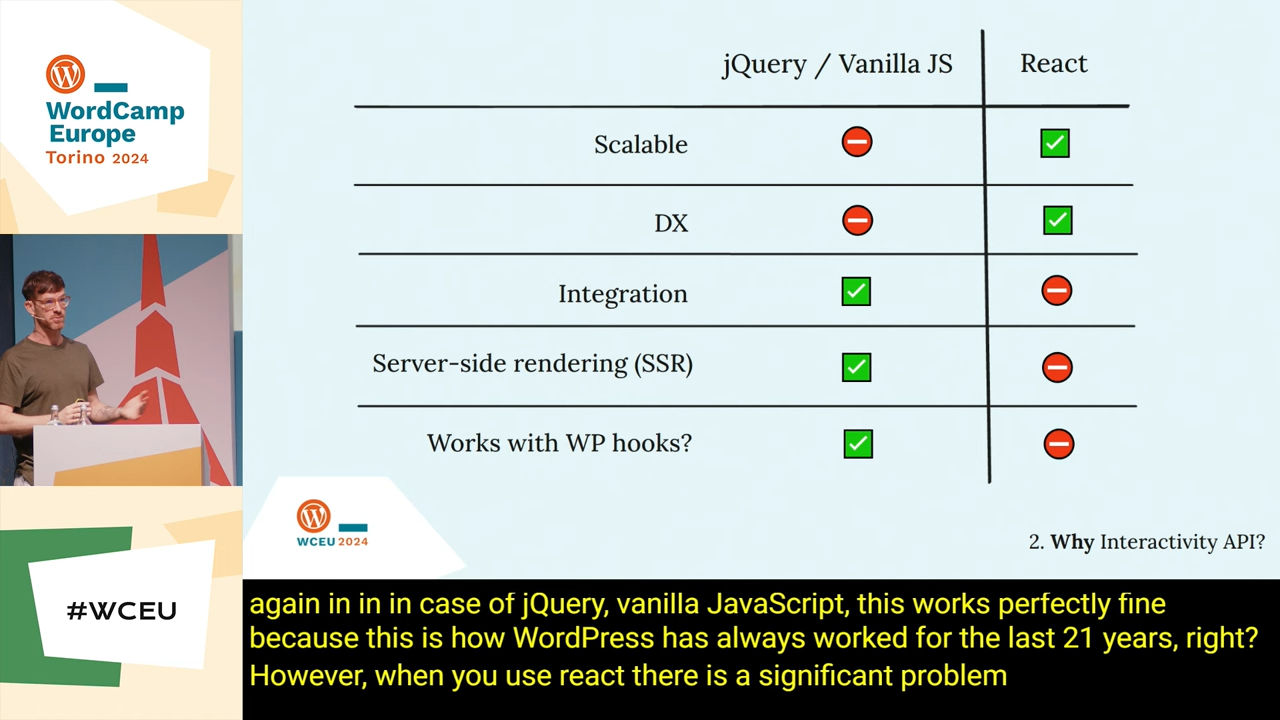 WordCamp
Europe
Torino 2024
jQuery / Vanilla JS
React
Scalable
DX
Integration
Server-side rendering (SSR)
Works with WP hooks?
WCEU 2024
2. Why Interactivity API?
#WCEU
again in in in case of jQuery, vanilla JavaScript, this works perfectly fine
because this is how WordPress has always worked for the last 21 years, right?
However, when you use react there is a significant problem